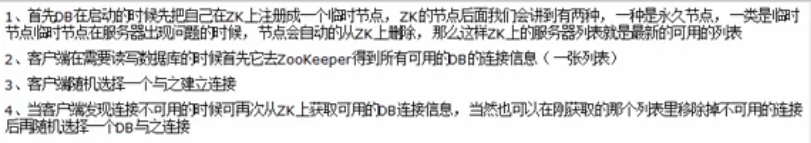 1、首先DB在启动的时候先把自己在ZK上注册成一个临时节点，ZK的节点后面我们会讲到有两种，一种是永久节点，一类是临时
节点临时节点在服务器出现问题的时候，节点会自动的从ZK上删除，那么这样ZK上的服务器列表就是最新的可用的列表
2、客户端在需要读写数据库的时候首先它去ZooKeeper得到所有可用的DB的连接信息（一张列表）
3、客户端随机选择一个与之建立连接
4、当客户端发现连接不可用的时候可再次从ZK上获取可用的DB连接信息，当然也可以在刚获取的那个列表里移除掉不可用的连接
后再随机选择一个DB与之连接